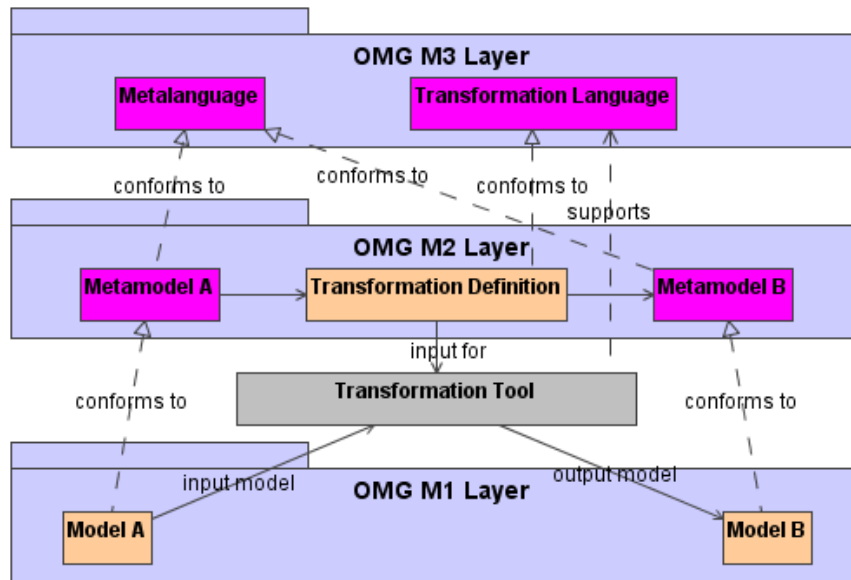 OMG M3 Layer
Metalanguage
Transformation Language
conforms to
conforms to
conforms to
supports
OMG M2 Layer
Metamodel A
Transformation Definition
Metamodel B
input for
Transformation Tool
conforms to
conforms to
input model
output model
OMG M1 Layer
Model A
Model B